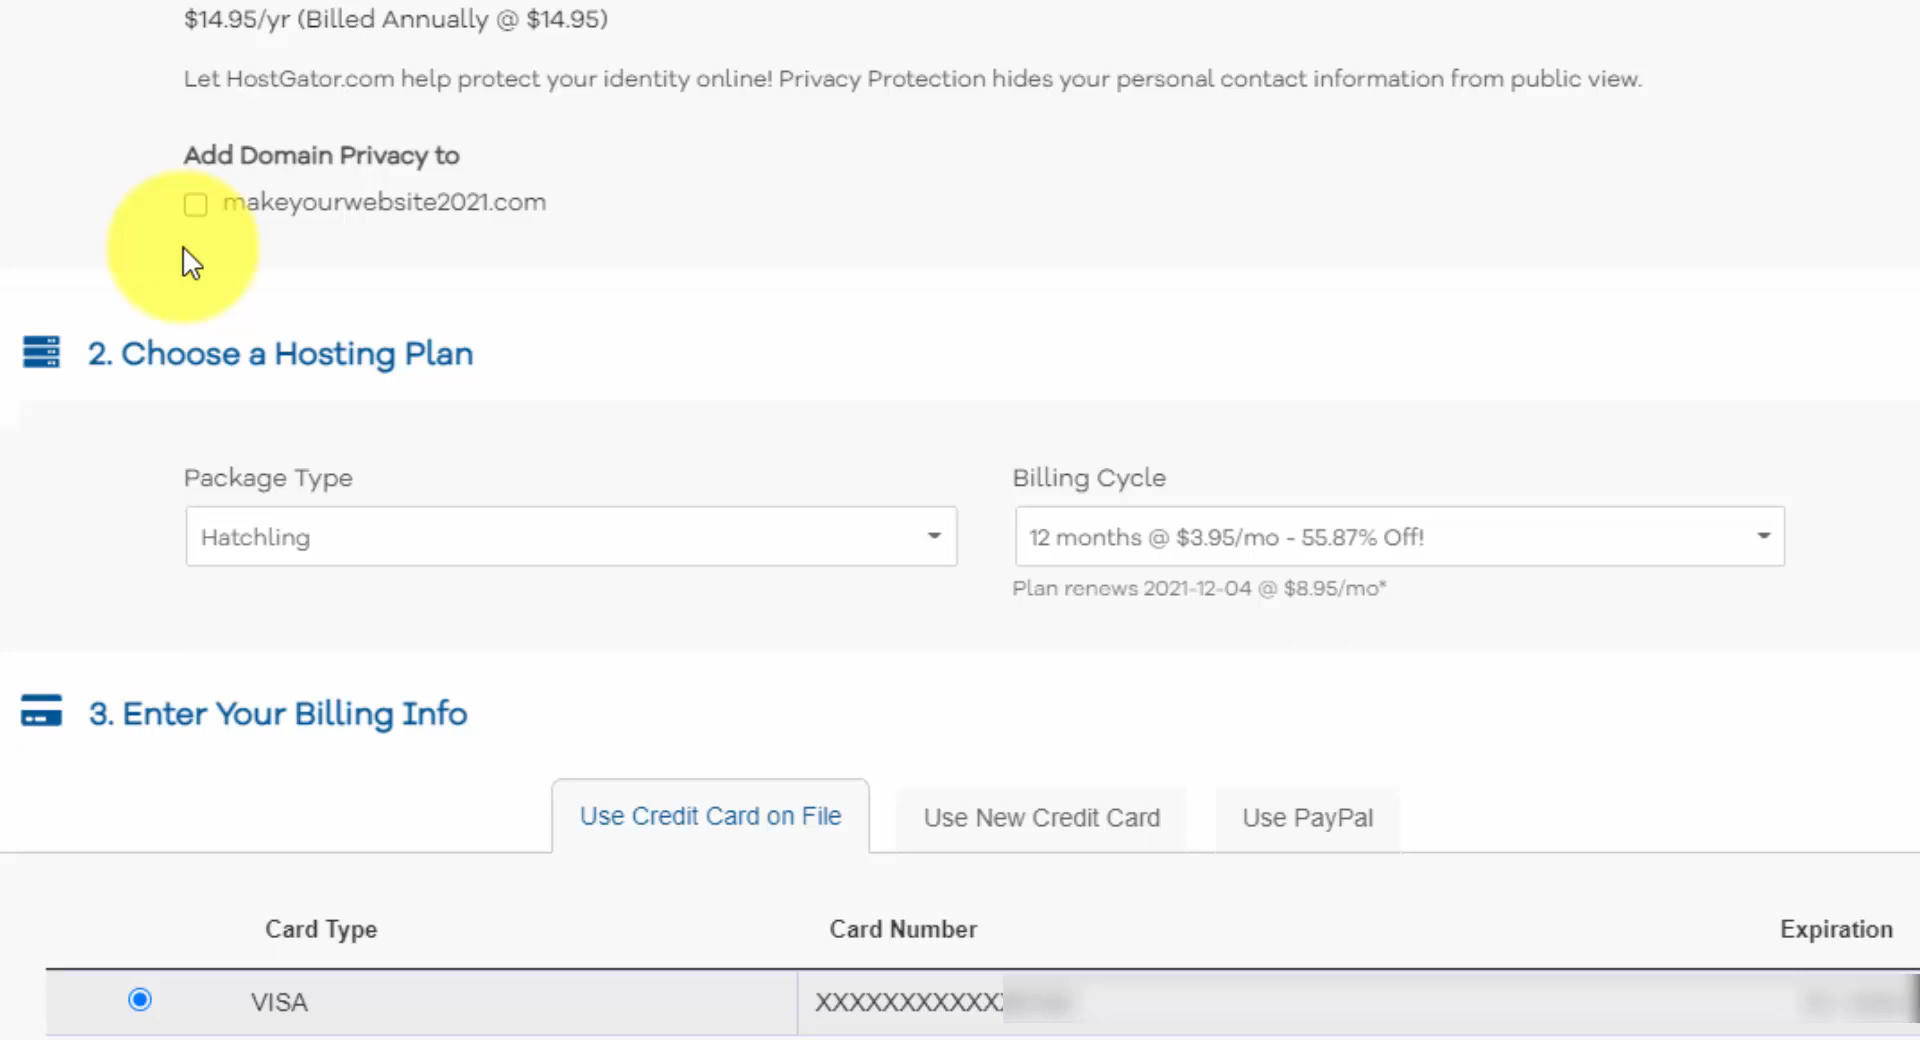 $14.95/yr (Billed Annually @ $14.95)
Let HostGator.com help protect your identity online! Privacy Protection hides your personal contact information from public view.
Add Domain Privacy to
makeyourwebsite2021.com
2. Choose a Hosting Plan
Package Type
Billing Cycle
Hatchling
12 months @ $3.95/mo - 55.87% Off!
Plan renews 2021-12-04 @ $8.95/mo*
3. Enter Your Billing Info
Use Credit Card on File
Use New Credit Card
Use PayPal
Card Type
Card Number
Expiration
VISA
XXXXXXXXXXXX